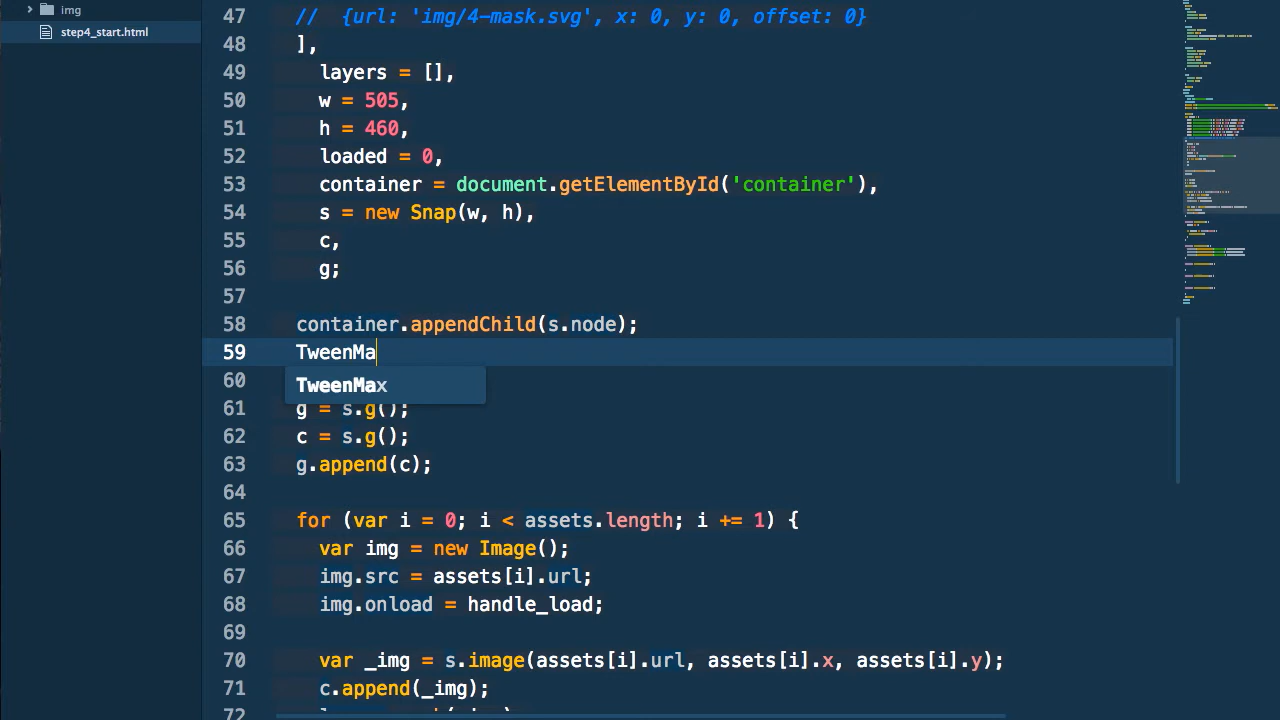 img
step4_start.html
47 //  {url: 'img/4-mask.svg', x: 0, y: 0, offset: 0}
48 ],
49 layers = [],
50 w = 505,
51 h = 460,
52 loaded = 0,
53 container = document.getElementById('container'),
54 s = new Snap(w, h),
55 c,
56 g;
57
58 container.appendChild(s.node);
59 TweenMa
60 TweenMax
61 g = s.g();
62 c = s.g();
63 g.append(c);
64
65 for (var i = 0; i < assets.length; i += 1) {
66 var img = new Image();
67 img.src = assets[i].url;
68 img.onload = handle_load;
69
70 var _img = s.image(assets[i].url, assets[i].x, assets[i].y);
71 c.append(_img);
72